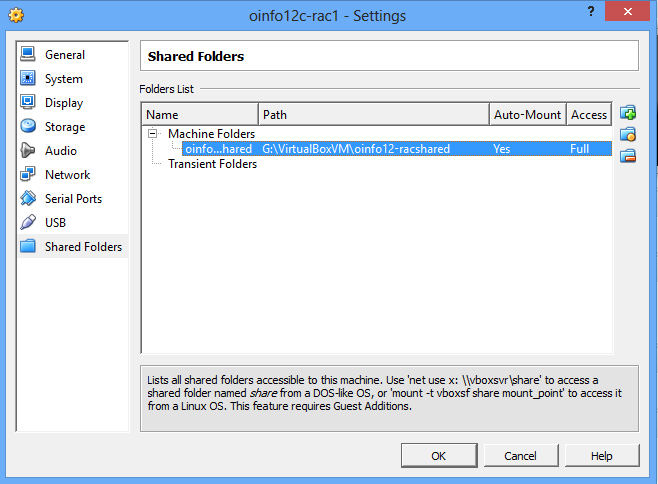 oinfo12c-rac1 - Settings
?
General
System
Display
Storage
Audio
Network
Serial Ports
USB
Shared Folders
Shared Folders
Folders List
Name Path Auto-Mount Access
Machine Folders
oinfo...hared G:\VirtualBoxVM\oinfo12-racshared Yes Full
Transient Folders
Lists all shared folders accessible to this machine. Use 'net use x: \\vboxsvr\share' to access a
shared folder named share from a DOS-like OS, or 'mount -t vboxsf share mount_point' to access it
from a Linux OS. This feature requires Guest Additions.
OK Cancel Help